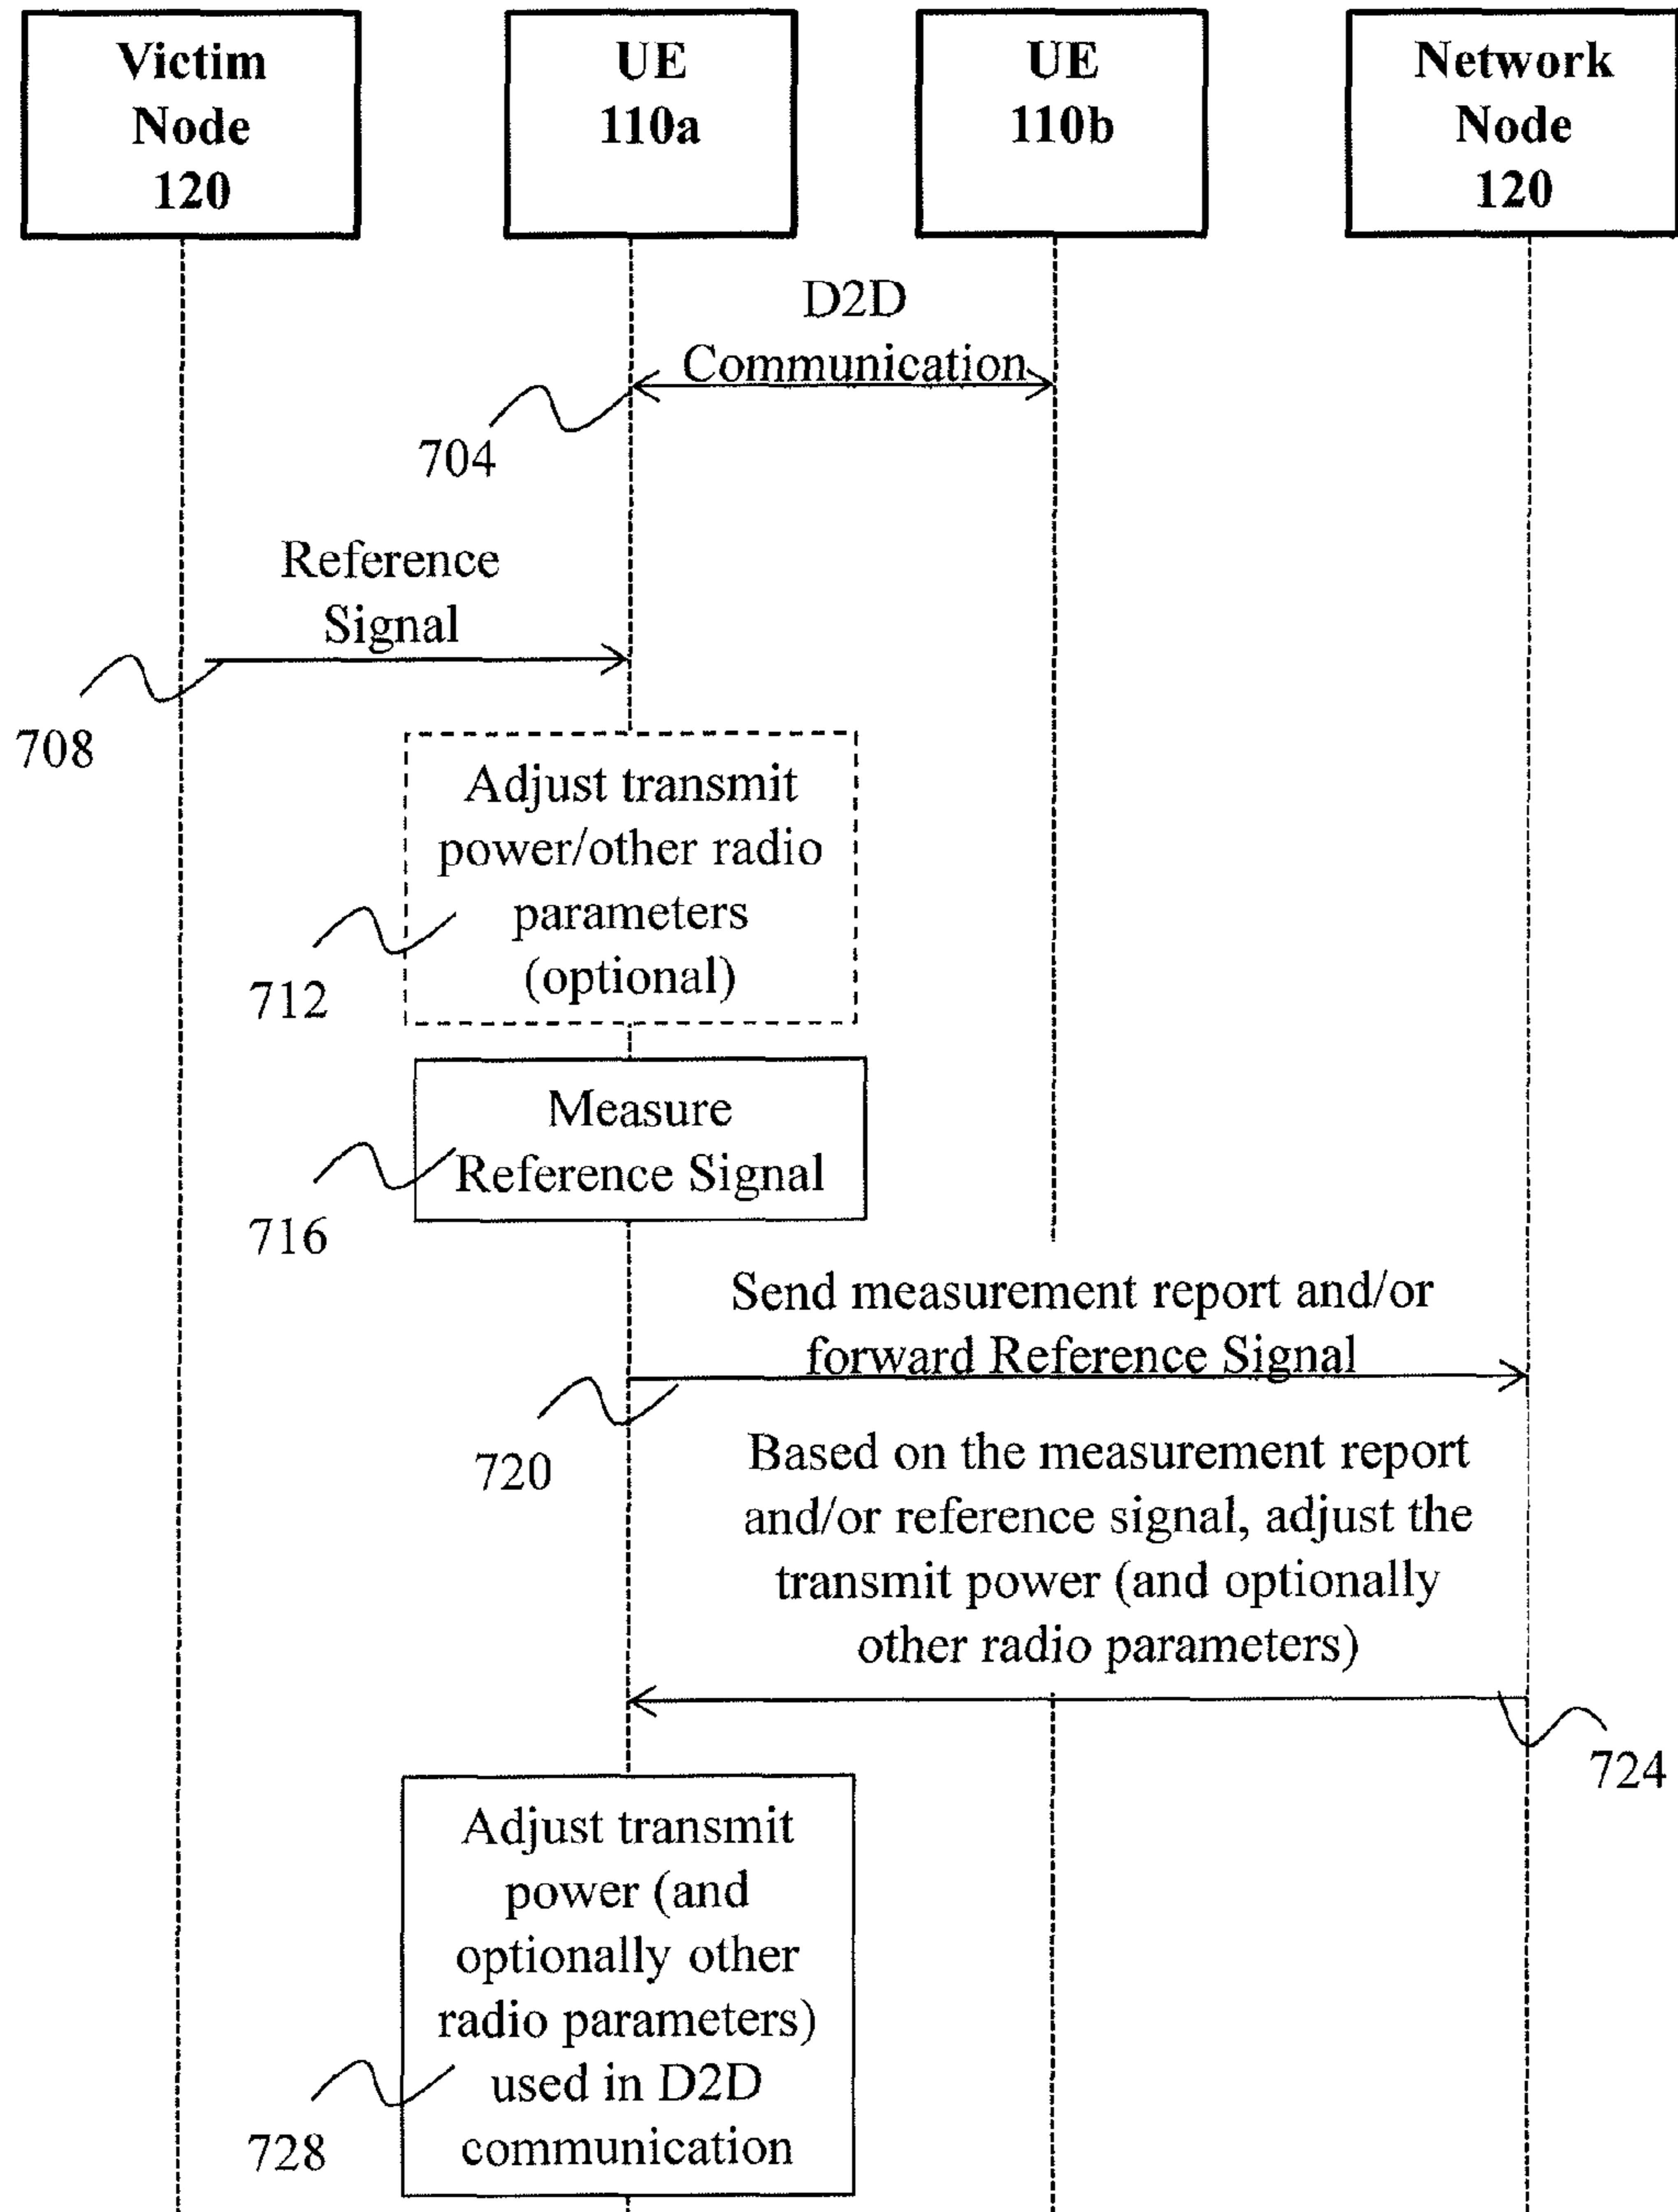 Victim
Node
120
UE
110a
UE
110b
Network
Node
120
D2D
Communication
704
Reference
Signal
708
Adjust transmit
power/other radio
parameters
(optional)
712
Measure
Reference Signal
716
Send measurement report and/or
forward Reference Signal
720
Based on the measurement report
and/or reference signal, adjust the
transmit power (and optionally
other radio parameters)
724
Adjust transmit
power (and
optionally other
radio parameters)
used in D2D
communication
728